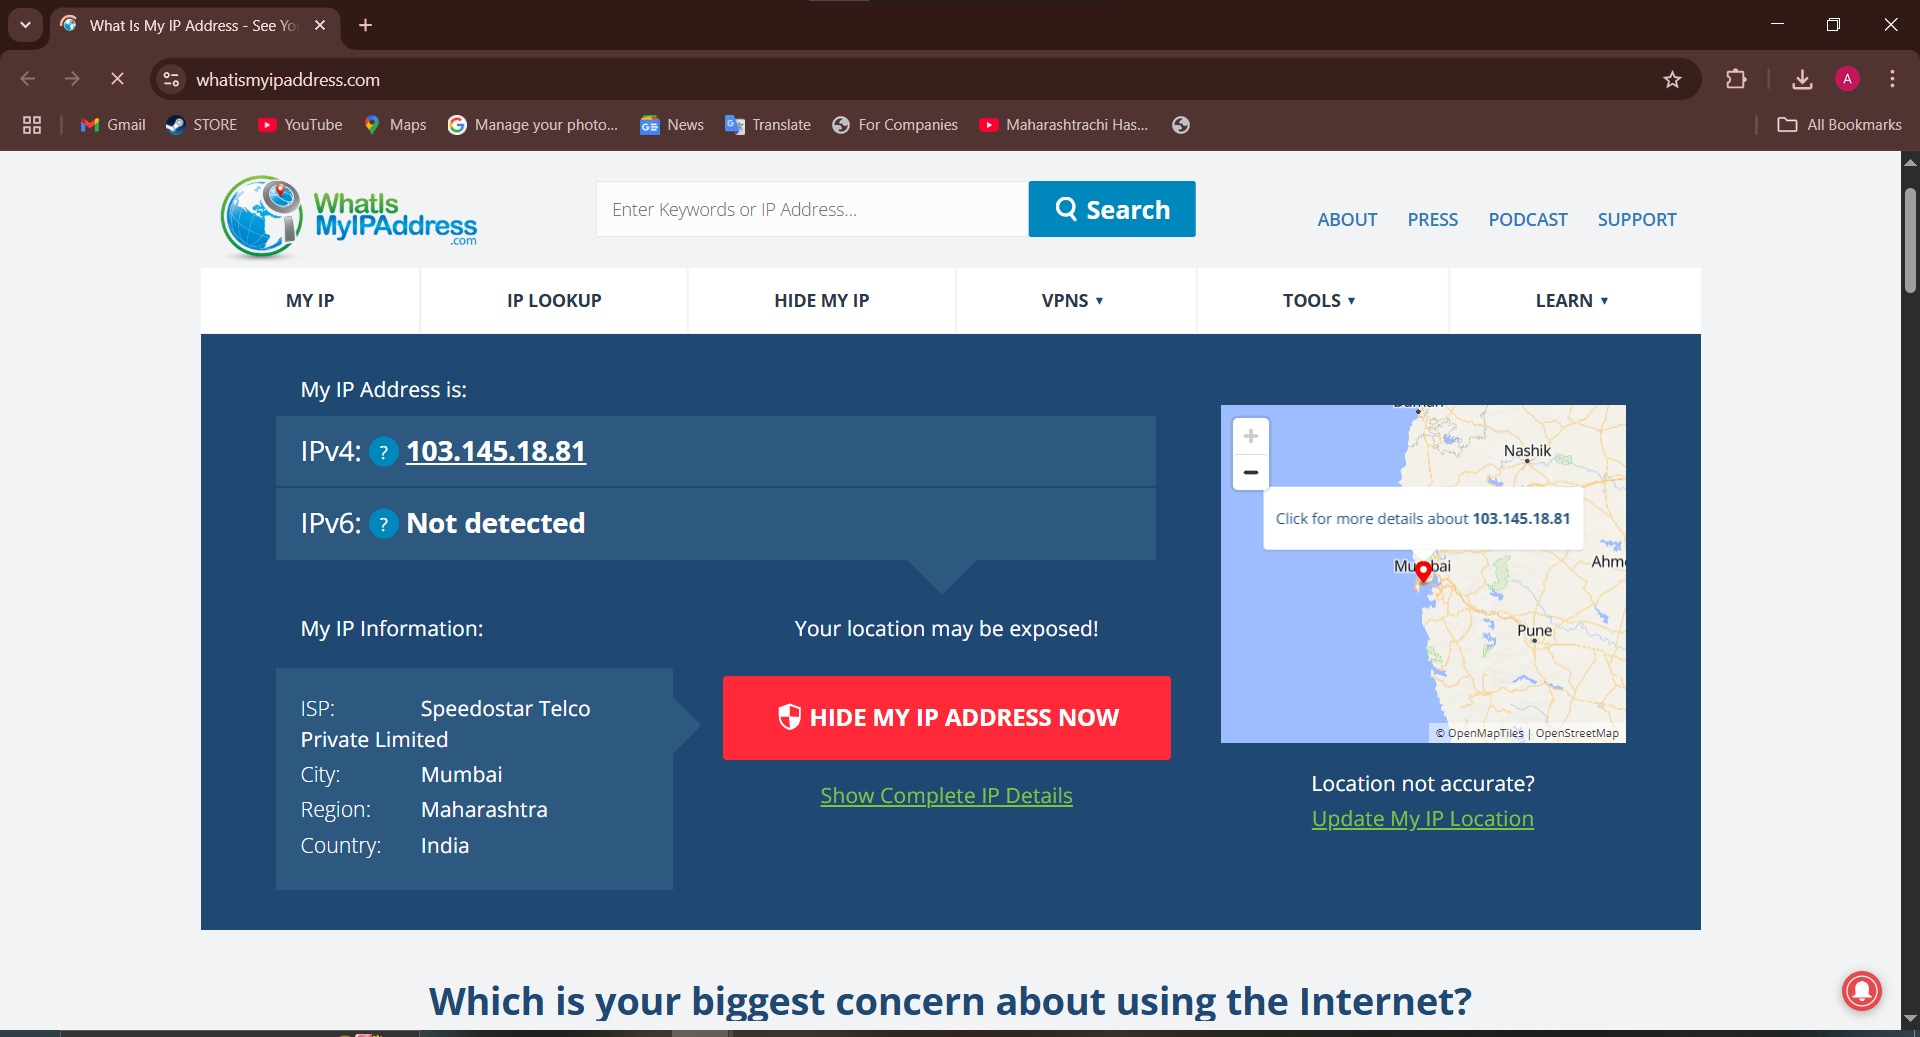 What Is My IP Address - See Yo
whatismyipaddress.com
A
Gmail
STORE
YouTube
Maps
Manage your photo...
News
Translate
For Companies
Maharashtrachi Has...
All Bookmarks
WhatIs
MyIPAddress
.com
Enter Keywords or IP Address...
Search
ABOUT
PRESS
PODCAST
SUPPORT
MY IP
IP LOOKUP
HIDE MY IP
VPNS ▼
TOOLS ▼
LEARN ▼
My IP Address is:
IPv4: ? 103.145.18.81
IPv6: ? Not detected
My IP Information:
ISP: Speedostar Telco
Private Limited
City: Mumbai
Region: Maharashtra
Country: India
Your location may be exposed!
HIDE MY IP ADDRESS NOW
Show Complete IP Details
+
−
Nashik
Click for more details about 103.145.18.81
Ahm
Pune
© OpenMapTiles | OpenStreetMap
Location not accurate?
Update My IP Location
Which is your biggest concern about using the Internet?